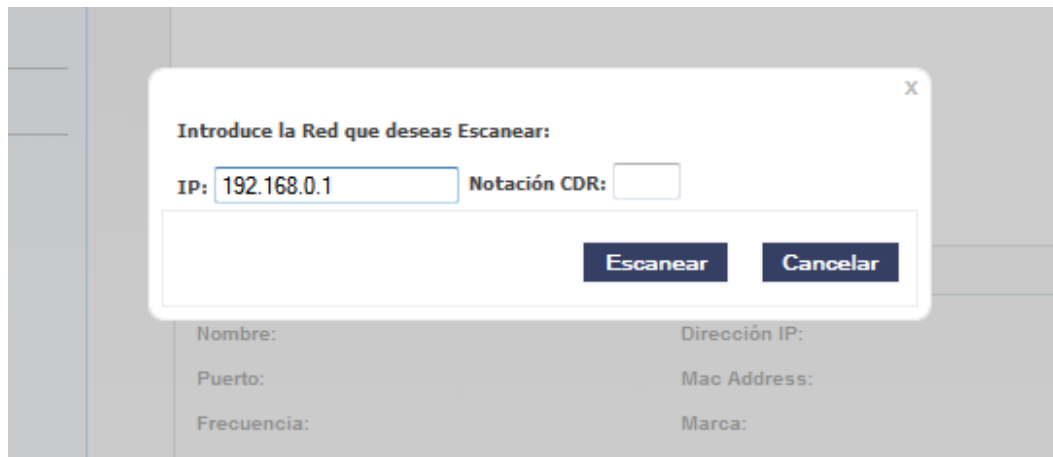 x
Introduce la Red que deseas Escanear:
IP: 192.168.0.1 Notación CDR:
Escanear Cancelar
Nombre: Dirección IP:
Puerto: Mac Address:
Frecuencia: Marca: